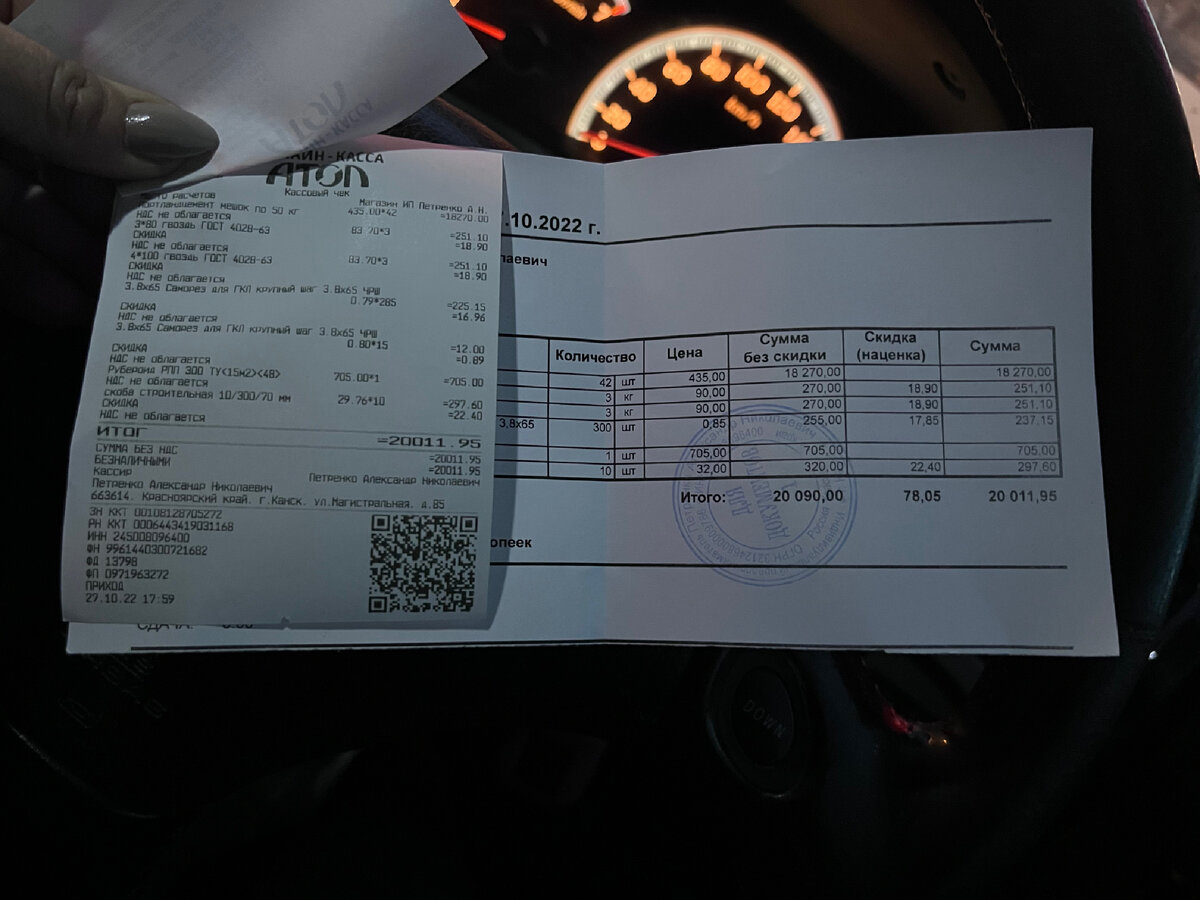 АЙН-КАССА
АТОЛ
Кассовый чек
расчетов Магазин ИП Петренко А.Н.
ортландцемент мешок по 50 кг 435.00*42 =18270.00
НДС не облагается
3*80 гвоздь ГОСТ 4028-63 83.70*3 =251.10
СКИДКА =18.90
НДС не облагается
4*100 гвоздь ГОСТ 4028-63 83.70*3 =251.10
СКИДКА =18.90
НДС не облагается
3.8х65 Саморез для ГКЛ крупный шаг 3.8х65 ЧРШ
0.79*285 =225.15
СКИДКА =16.96
НДС не облагается
3.8х65 Саморез для ГКЛ крупный шаг 3.8х65 ЧРШ
0.80*15 =12.00
СКИДКА =0.89
НДС не облагается
Рубероид РПП 300 ТУ<15м2><48> 705.00*1 =705.00
НДС не облагается
скоба строительная 10/300/70 мм 29.76*10 =297.60
СКИДКА =22.40
НДС не облагается
ИТОГ =20011.95
СУММА БЕЗ НДС =20011.95
БЕЗНАЛИЧНЫМИ =20011.95
Кассир Петренко Александр Николаевич
Петренко Александр Николаевич
663614. Красноярский край. г.Канск. ул.Магистральная. д.85
ЗН ККТ 00108128705272
РН ККТ 0006443419031168
ИНН 245008096400
ФН 9961440300721682
ФД 13798
ФП 0971963272
ПРИХОД
27.10.22 17:59
.10.2022 г.
лаевич
Количество Цена Сумма без скидки Скидка (наценка) Сумма
42 шт 435,00 18 270,00 18 270,00
3 кг 90,00 270,00 18,90 251,10
3 кг 90,00 270,00 18,90 251,10
3,8х65 300 шт 0,85 255,00 17,85 237,15
1 шт 705,00 705,00 705,00
10 шт 32,00 320,00 22,40 297,60
Итого: 20 090,00 78,05 20 011,95
опеек
СДАЧА:
ДЛЯ
ДОКУМЕНТОВ
km/h
DOWN